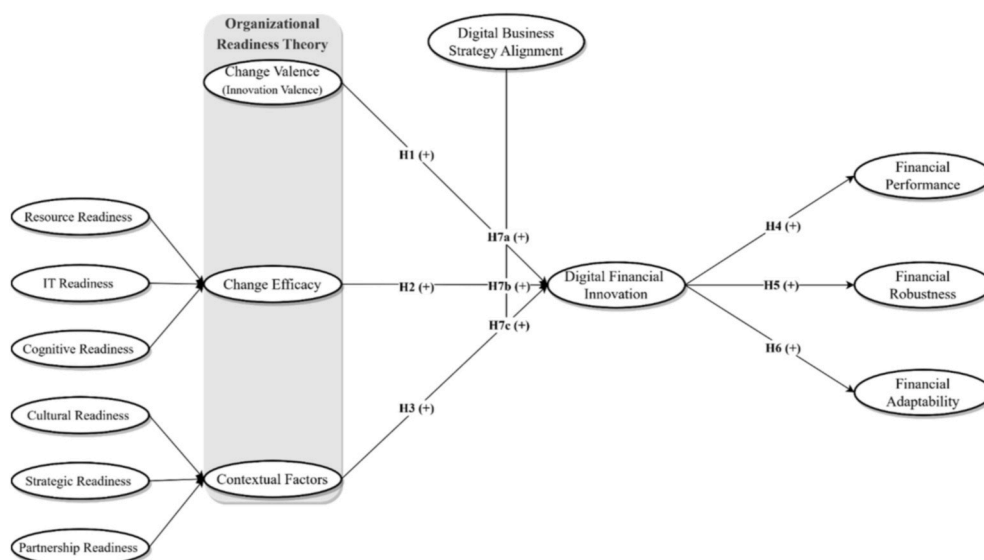 Organizational
Readiness Theory
Digital Business
Strategy Alignment
Change Valence
(Innovation Valence)
H1 (+)
Financial
Performance
Resource Readiness
H4 (+)
H7a (+)
IT Readiness
Change Efficacy
H2 (+)
H7b (+)
Digital Financial
Innovation
H5 (+)
Financial
Robustness
H7c (+)
Cognitive Readiness
H6 (+)
Financial
Adaptability
Cultural Readiness
H3 (+)
Strategic Readiness
Contextual Factors
Partnership Readiness